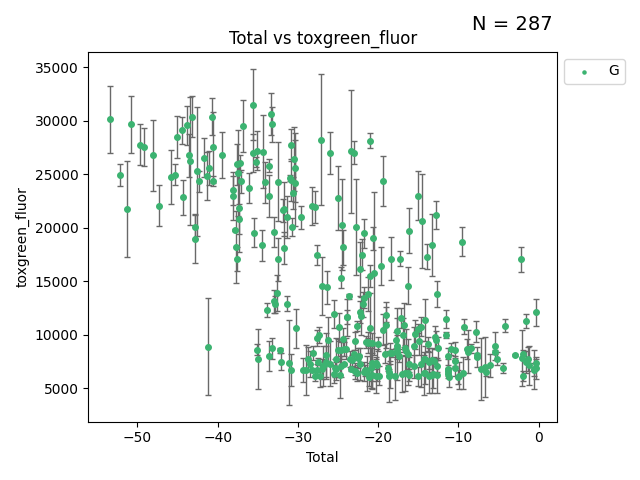 N = 287
Total vs toxgreen_fluor
G
toxgreen_fluor
35000
30000
25000
20000
15000
10000
5000
−50 −40 −30 −20 −10 0
Total